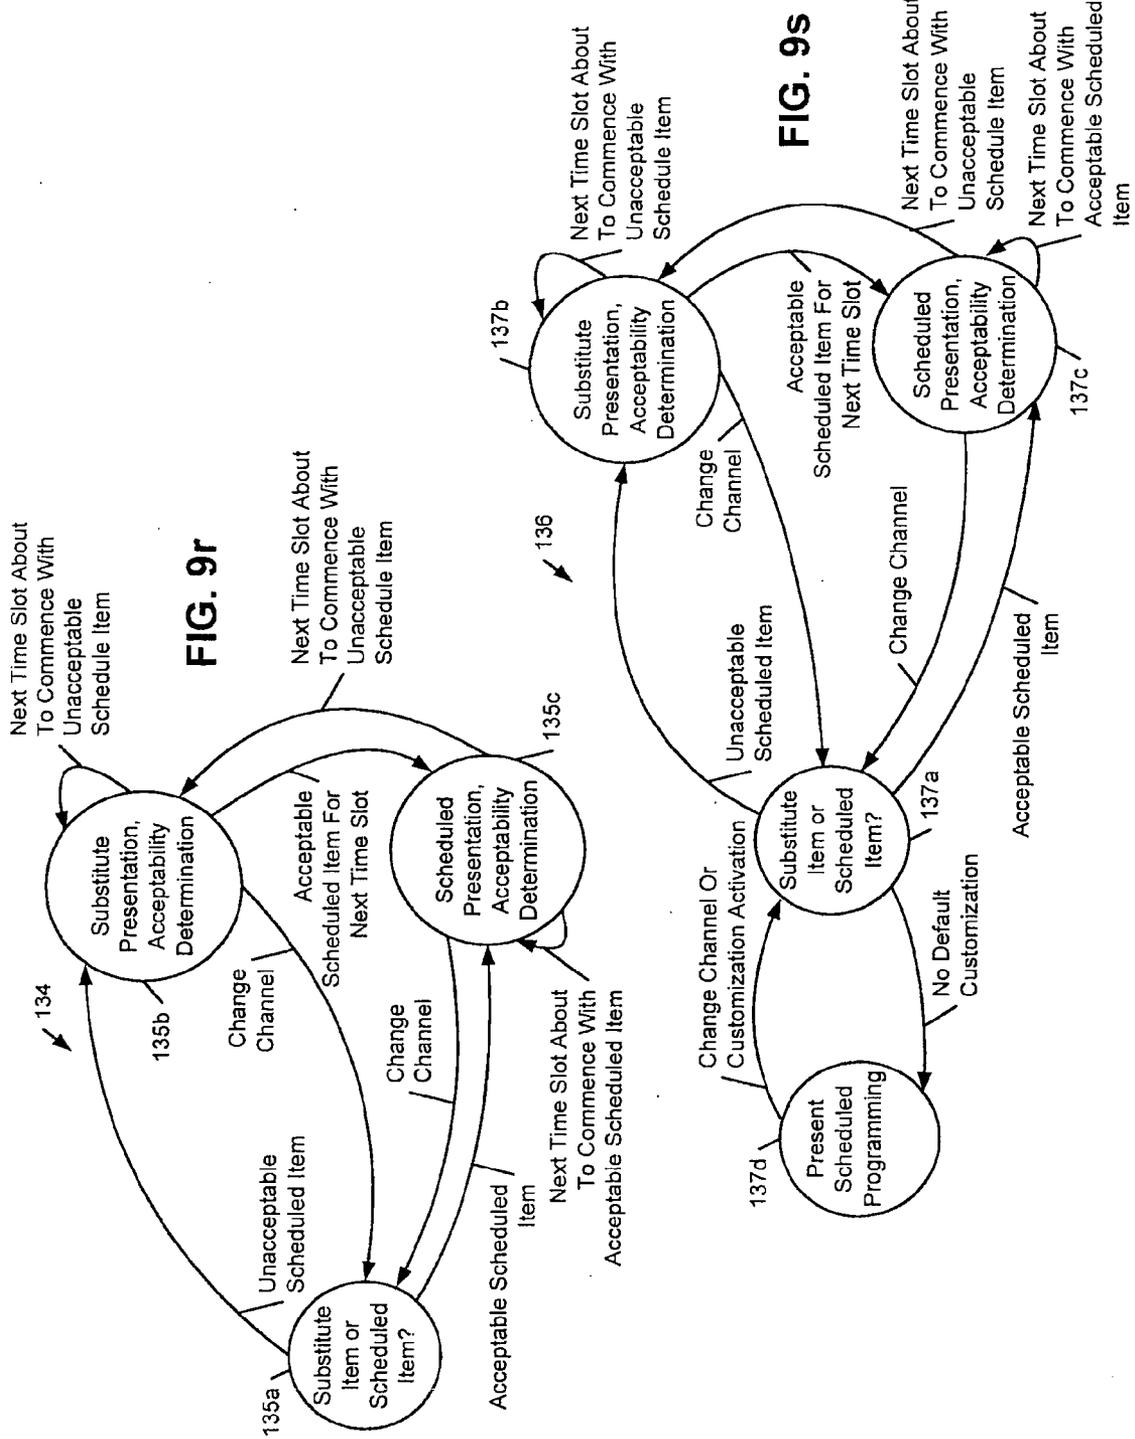 FIG. 9r
134
Next Time Slot About
To Commence With
Unacceptable
Schedule Item
Substitute
Presentation,
Acceptability
Determination
135b
Next Time Slot About
To Commence With
Unacceptable
Schedule Item
Acceptable
Scheduled Item For
Next Time Slot
Change
Channel
Unacceptable
Scheduled Item
Scheduled
Presentation,
Acceptability
Determination
135c
Change
Channel
Substitute
Item or
Scheduled
Item?
135a
Acceptable Scheduled
Item
Next Time Slot About
To Commence With
Acceptable Scheduled Item
FIG. 9s
136
Next Time Slot About
To Commence With
Unacceptable
Schedule Item
137b
Substitute
Presentation,
Acceptability
Determination
Next Time Slot About
To Commence With
Unacceptable
Schedule Item
Next Time Slot About
To Commence With
Acceptable Scheduled
Item
Acceptable
Scheduled Item For
Next Time Slot
Change
Channel
Unacceptable
Scheduled Item
Scheduled
Presentation,
Acceptability
Determination
137c
Change Channel
Change Channel Or
Customization Activation
Substitute
Item or
Scheduled
Item?
137a
Acceptable Scheduled
Item
137d
Present
Scheduled
Programming
No Default
Customization